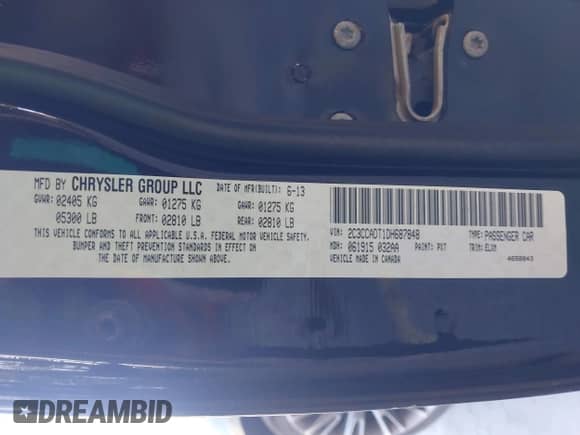 MFD BY CHRYSLER GROUP LLC DATE OF MFR(BUILT): 6-13
GVWR: 02405 KG GAWR: 01275 KG GAWR: 01275 KG
05300 LB FRONT: 02810 LB REAR: 02810 LB
THIS VEHICLE CONFORMS TO ALL APPLICABLE U.S.A. FEDERAL MOTOR VEHICLE SAFETY,
BUMPER AND THEFT PREVENTION STANDARDS IN EFFECT ON
THE DATE OF MANUFACTURE SHOWN ABOVE.
VIN: 2C3CCADT1DH687848 TYPE: PASSENGER CAR
MDH: 061915 032AA PAINT: PXT TRIM: ELXW
VEHICLE MADE IN CANADA 4658843
DREAMBID